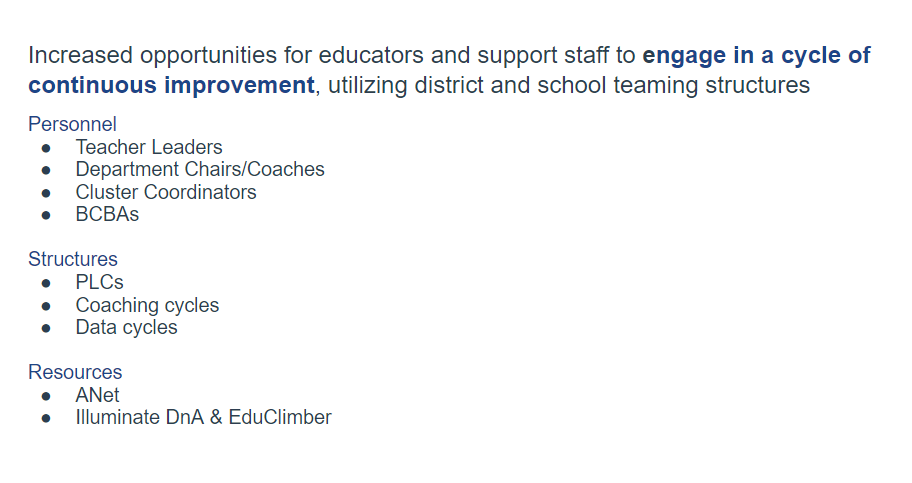 Increased opportunities for educators and support staff to engage in a cycle of
continuous improvement, utilizing district and school teaming structures
Personnel
● Teacher Leaders
● Department Chairs/Coaches
● Cluster Coordinators
● BCBAs
Structures
● PLCs
● Coaching cycles
● Data cycles
Resources
● ANet
● Illuminate DnA & EduClimber